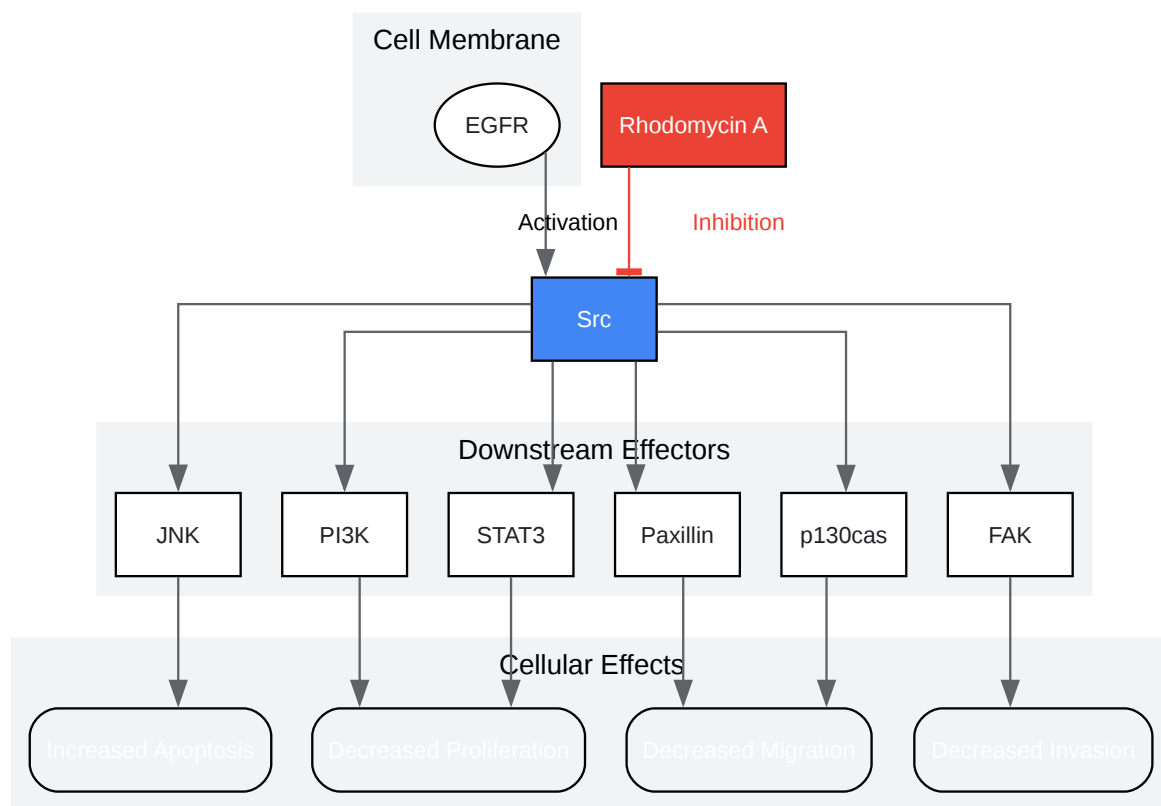 Cell Membrane
EGFR
Rhodomycin A
Activation
Inhibition
Src
Downstream Effectors
JNK
PI3K
STAT3
Paxillin
p130cas
FAK
Cellular Effects
Increased Apoptosis
Decreased Proliferation
Decreased Migration
Decreased Invasion